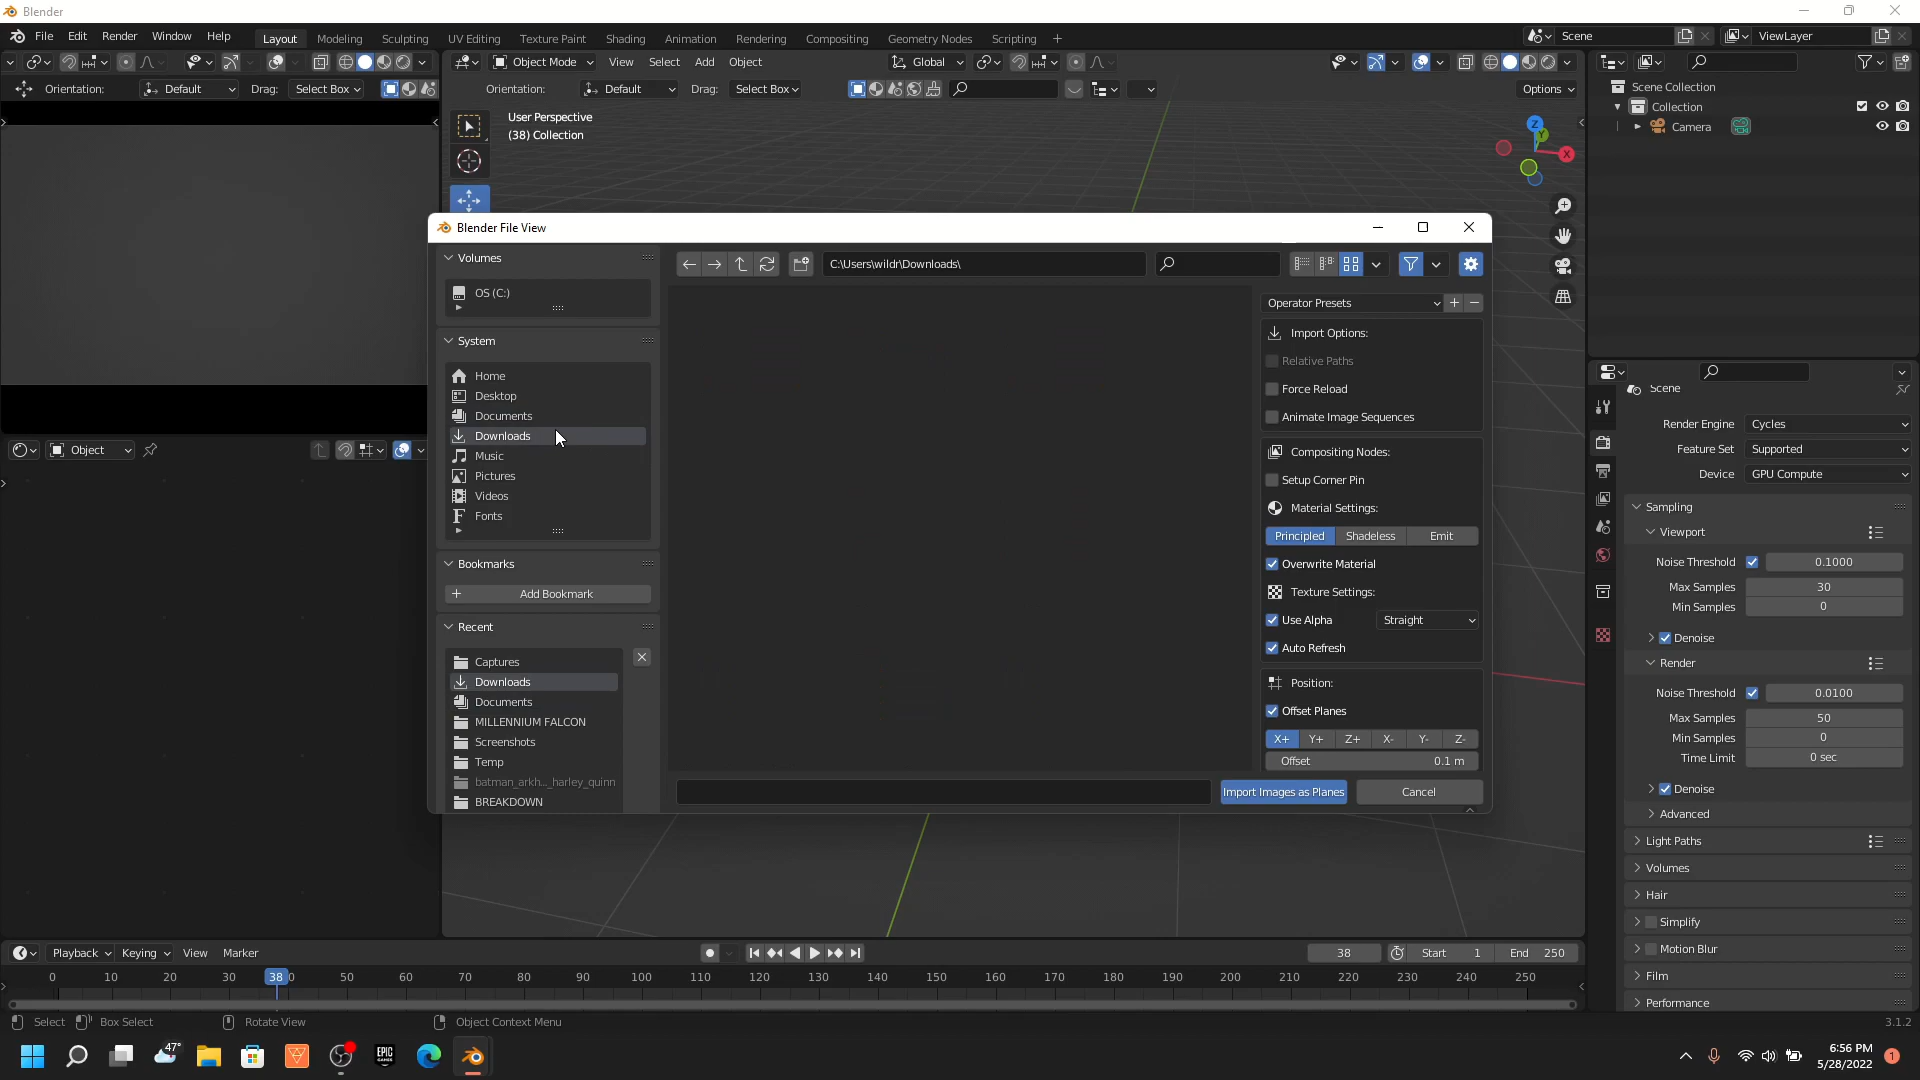 Blender
File Edit Render Window Help Layout Modeling Sculpting UV Editing Texture Paint Shading Animation Rendering Compositing Geometry Nodes Scripting + Scene ViewLayer
Object Mode View Select Add Object Global
Orientation: Default Drag: Select Box Orientation: Default Drag: Select Box Options
User Perspective
(38) Collection
Z
Y
X
Scene Collection
Collection
Camera
Blender File View
Volumes
OS (C:)
System
Home
Desktop
Documents
Downloads
Music
Pictures
Videos
Fonts
Bookmarks
Add Bookmark
Recent
Captures
Downloads
Documents
MILLENNIUM FALCON
Screenshots
Temp
batman_arkh..._harley_quinn
BREAKDOWN
C:\Users\wildr\Downloads\
Operator Presets
Import Options:
Relative Paths
Force Reload
Animate Image Sequences
Compositing Nodes:
Setup Corner Pin
Material Settings:
Principled Shadeless Emit
Overwrite Material
Texture Settings:
Use Alpha Straight
Auto Refresh
Position:
Offset Planes
X+ Y+ Z+ X- Y- Z-
Offset 0.1 m
Import Images as Planes Cancel
Object
Scene
Render Engine Cycles
Feature Set Supported
Device GPU Compute
Sampling
Viewport
Noise Threshold 0.1000
Max Samples 30
Min Samples 0
Denoise
Render
Noise Threshold 0.0100
Max Samples 50
Min Samples 0
Time Limit 0 sec
Denoise
Advanced
Light Paths
Volumes
Hair
Simplify
Motion Blur
Film
Performance
Playback Keying View Marker 38 Start 1 End 250
0 10 20 30 38 50 60 70 80 90 100 110 120 130 140 150 160 170 180 190 200 210 220 230 240 250
Select Box Select Rotate View Object Context Menu 3.1.2
47°
EPIC GAMES
6:56 PM
5/28/2022
1